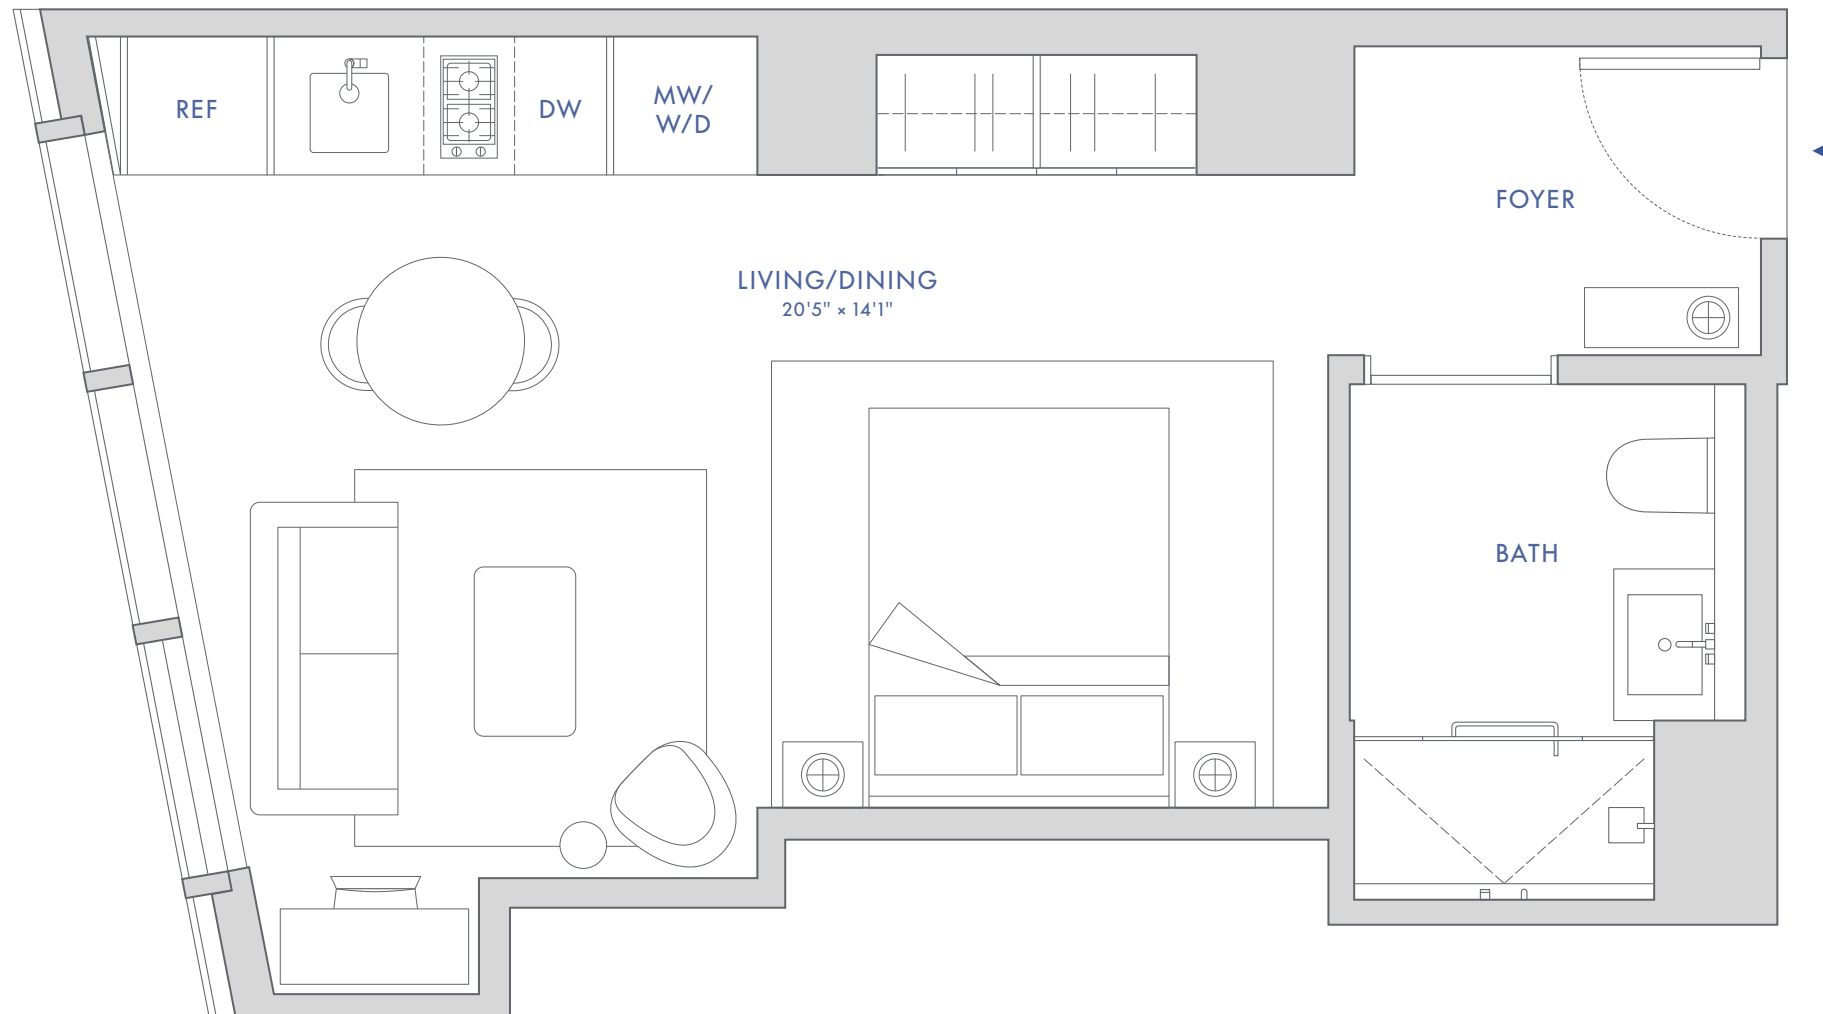 REF
DW
MW/
W/D
FOYER
LIVING/DINING
20'5" × 14'1"
BATH